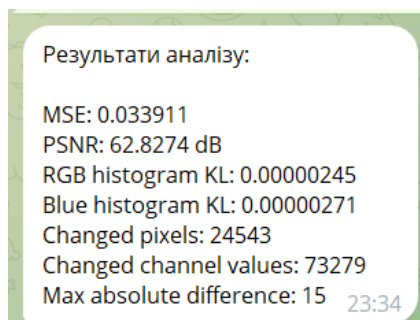 Результати аналізу:
MSE: 0.033911
PSNR: 62.8274 dB
RGB histogram KL: 0.00000245
Blue histogram KL: 0.00000271
Changed pixels: 24543
Changed channel values: 73279
Max absolute difference: 15
23:34